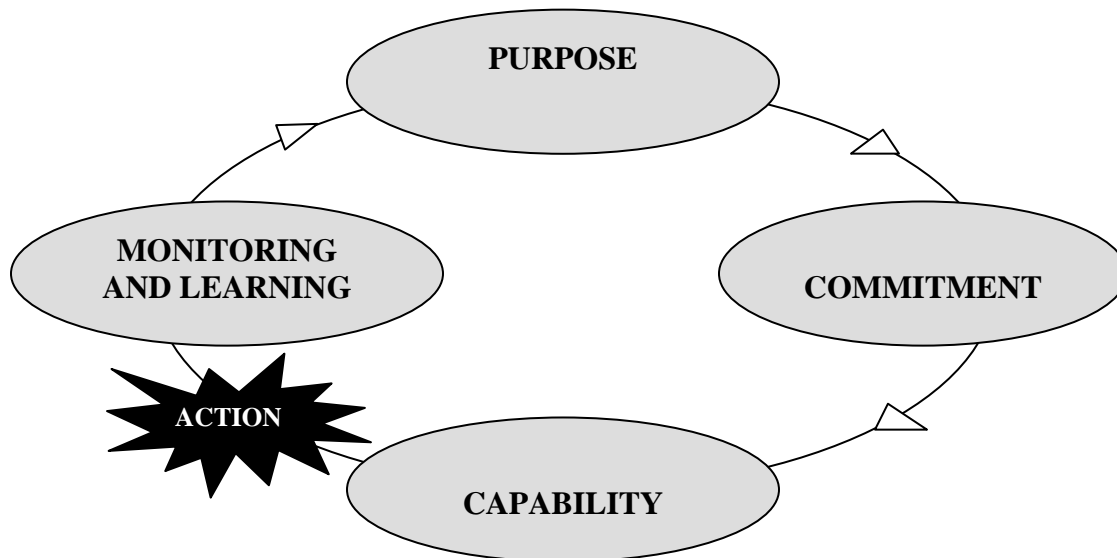 PURPOSE
MONITORING
AND LEARNING
COMMITMENT
ACTION
CAPABILITY